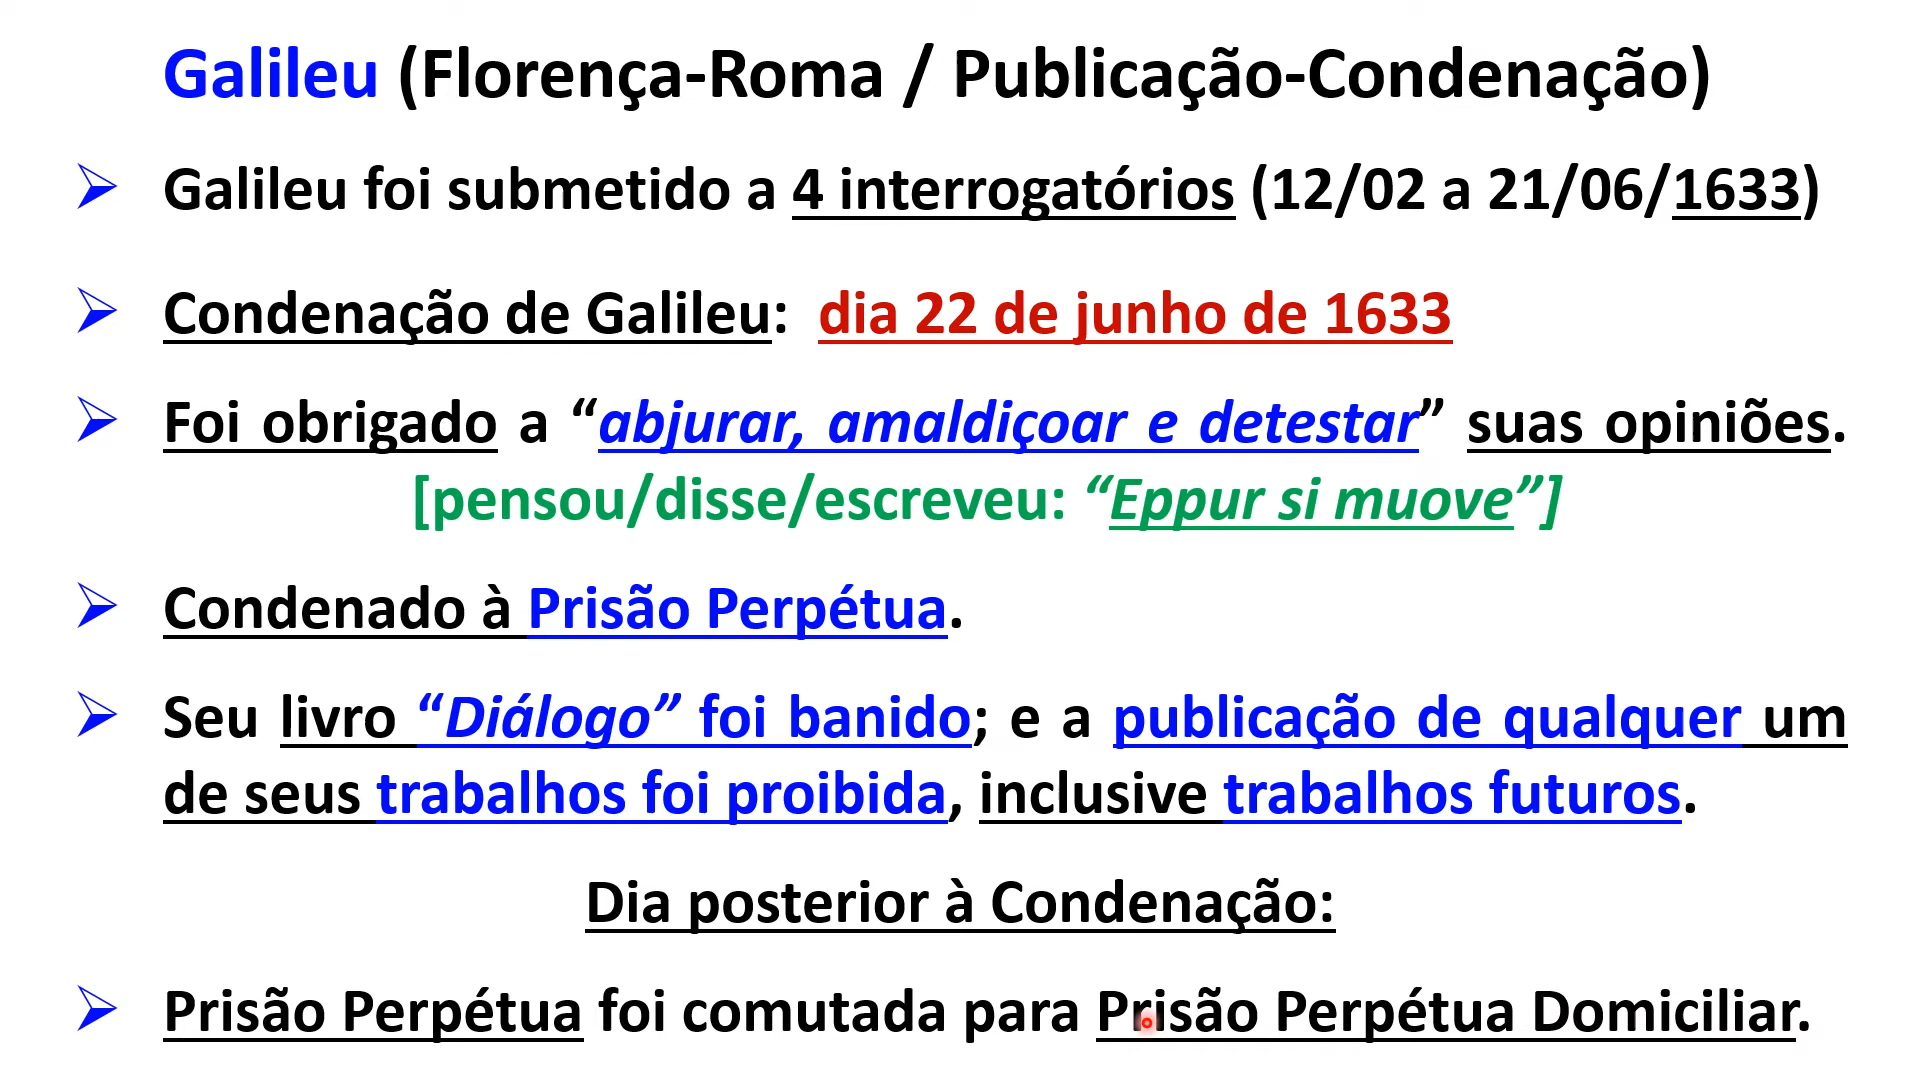 Galileu (Florença-Roma / Publicação-Condenação)
Galileu foi submetido a 4 interrogatórios (12/02 a 21/06/1633)
Condenação de Galileu: dia 22 de junho de 1633
Foi obrigado a “abjurar, amaldiçoar e detestar” suas opiniões.
[pensou/disse/escreveu: “Eppur si muove”]
Condenado à Prisão Perpétua.
Seu livro “Diálogo” foi banido; e a publicação de qualquer um
de seus trabalhos foi proibida, inclusive trabalhos futuros.
Dia posterior à Condenação:
Prisão Perpétua foi comutada para Prisão Perpétua Domiciliar.